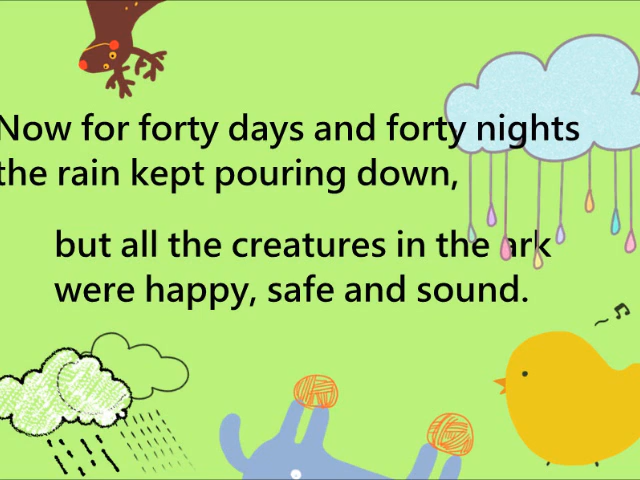 Now for forty days and forty nights
the rain kept pouring down,
but all the creatures in the ark
were happy, safe and sound.